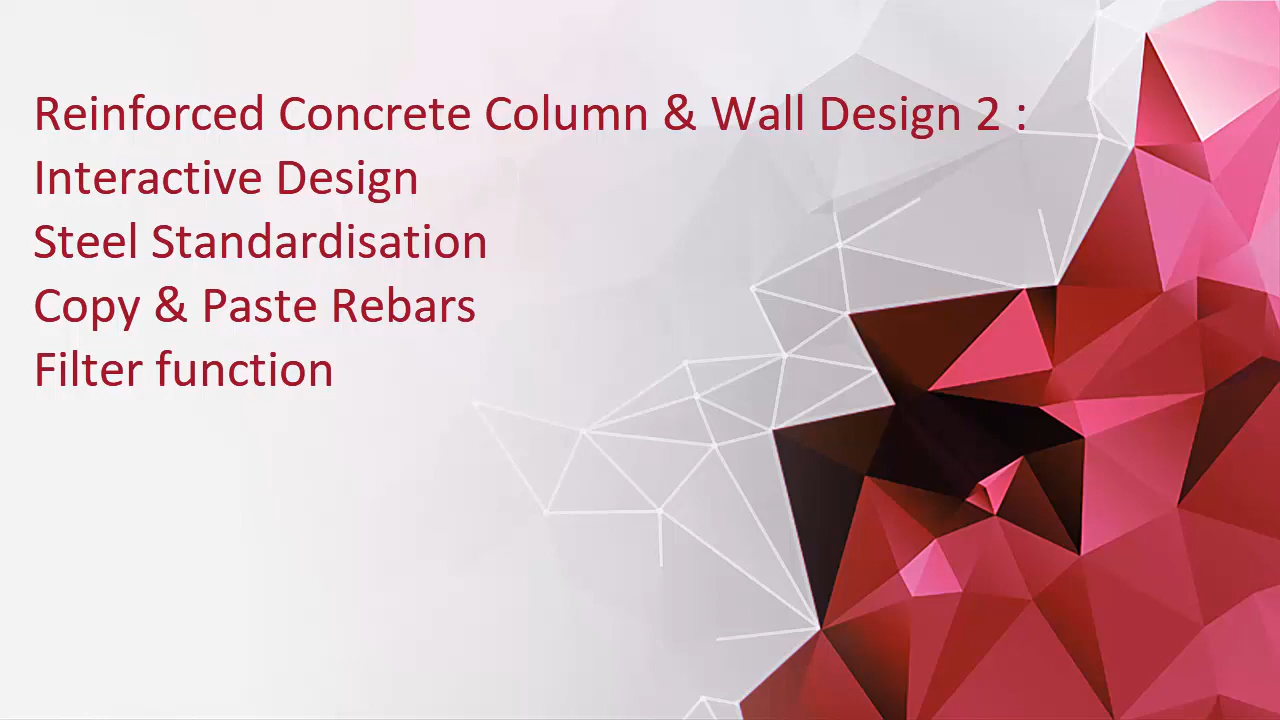 Reinforced Concrete Column & Wall Design 2 :
Interactive Design
Steel Standardisation
Copy & Paste Rebars
Filter function